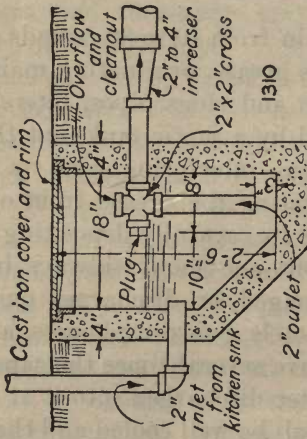 Cast iron cover and rim
Overflow
and
cleanout
2" to 4"
increaser
4"
18"
4"
Plug
2"x 2" cross
8"
10"
2'-6"
3"
2"
inlet
from
kitchen sink
2" outlet
1310